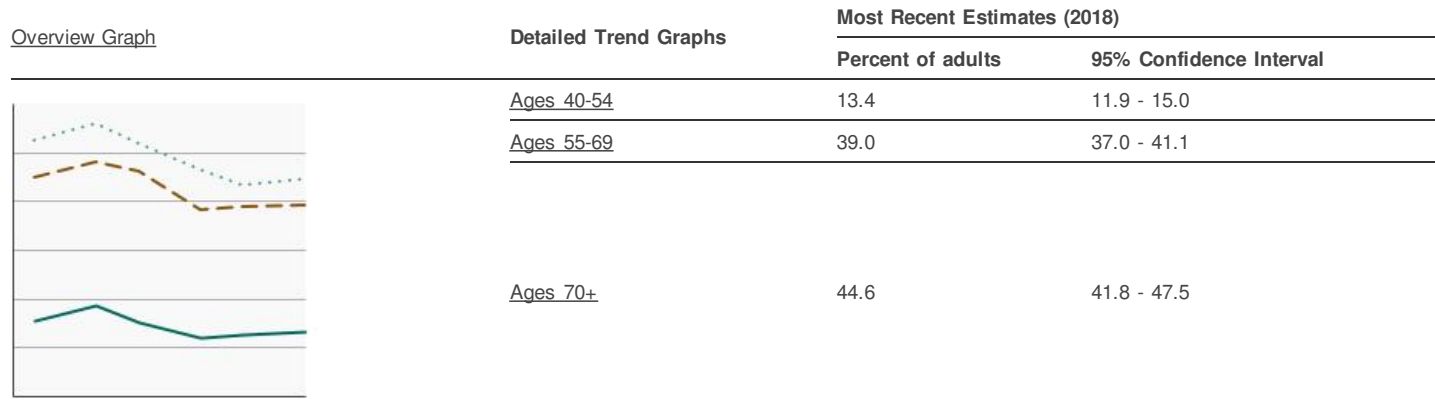 Overview Graph
Detailed Trend Graphs
Most Recent Estimates (2018)
Percent of adults
95% Confidence Interval
Ages 40-54 13.4 11.9 - 15.0
Ages 55-69 39.0 37.0 - 41.1
Ages 70+ 44.6 41.8 - 47.5